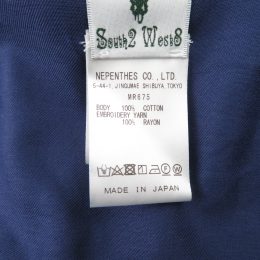 South2 West8
NEPENTHES CO., LTD.
5-44-1, JINGUMAE SHIBUYA, TOKYO
MR675
BODY 100% COTTON
EMBROIDERY YARN
100% RAYON
MADE IN JAPAN